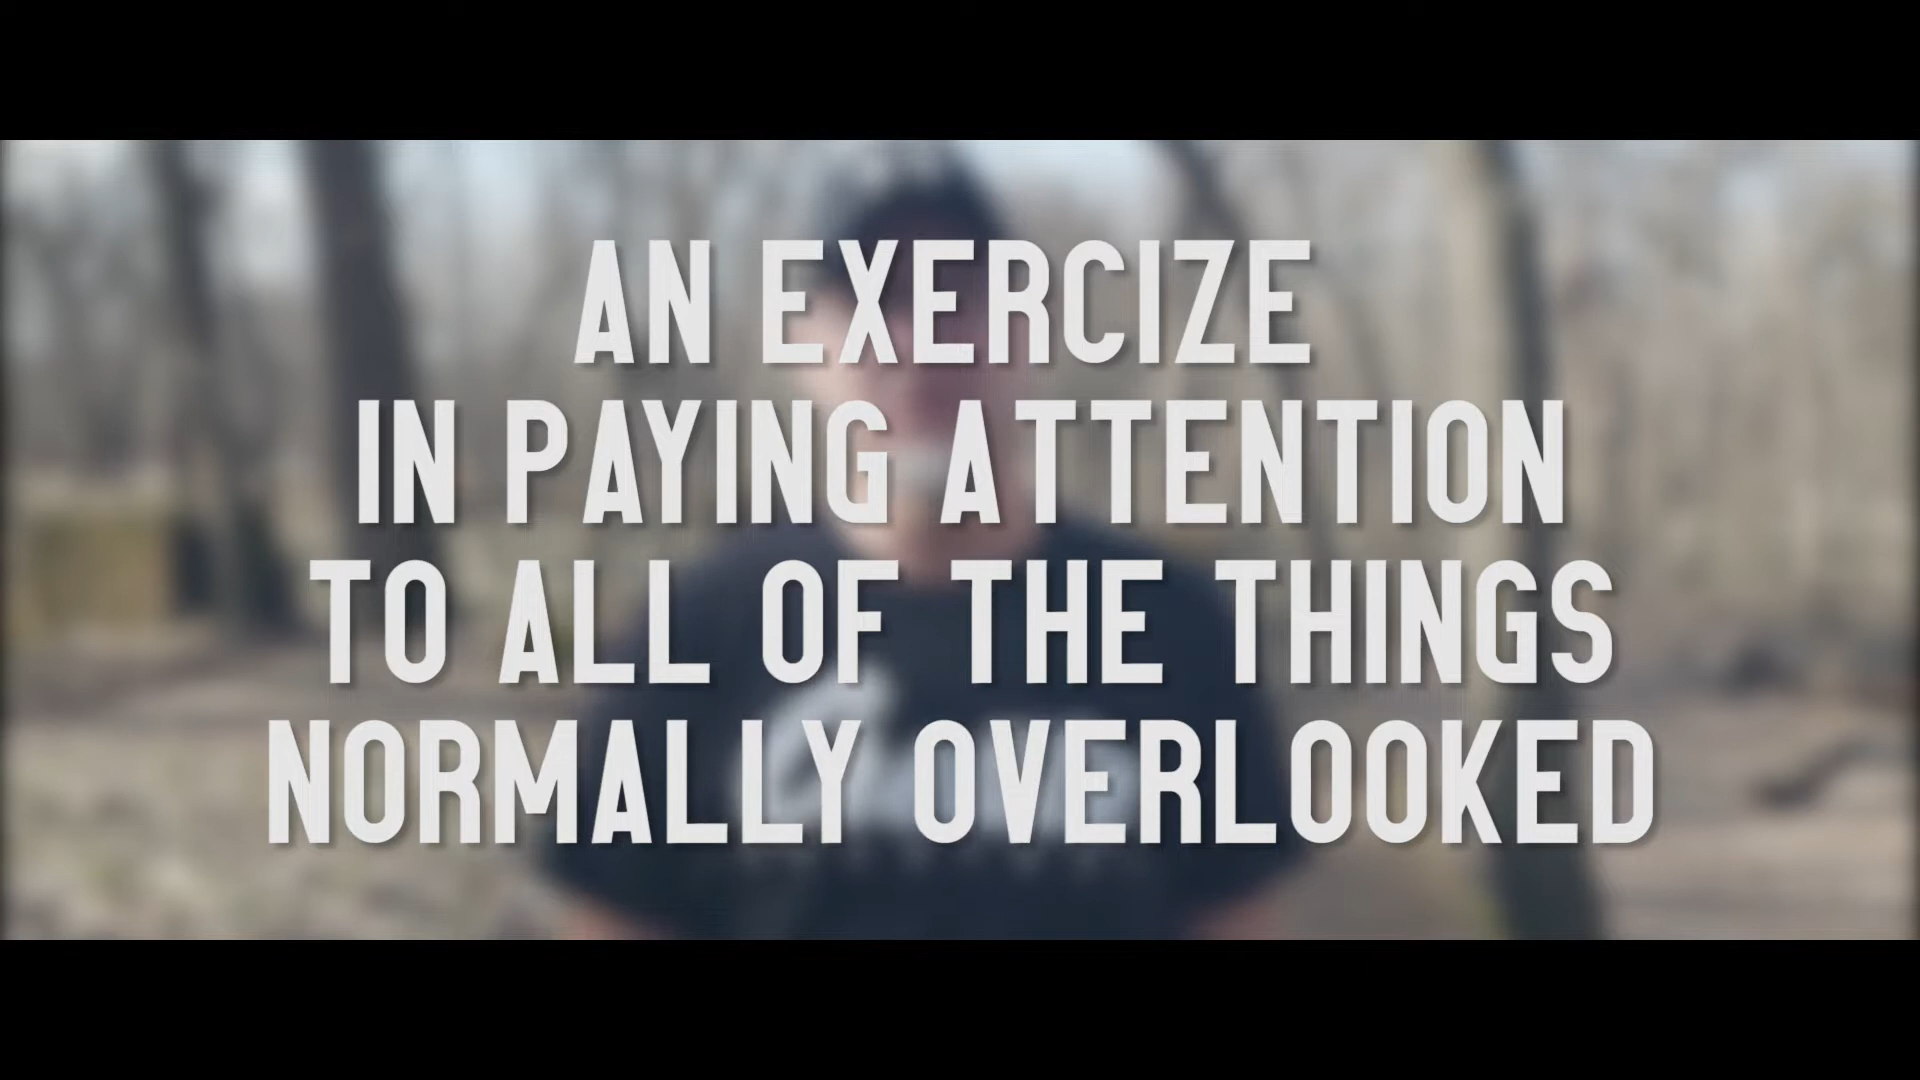 AN EXERCIZE
IN PAYING ATTENTION
TO ALL OF THE THINGS
NORMALLY OVERLOOKED